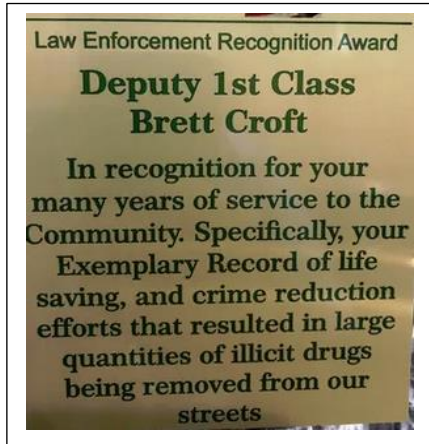 Law Enforcement Recognition Award
Deputy 1st Class
Brett Croft
In recognition for your
many years of service to the
Community. Specifically, your
Exemplary Record of life
saving, and crime reduction
efforts that resulted in large
quantities of illicit drugs
being removed from our
streets